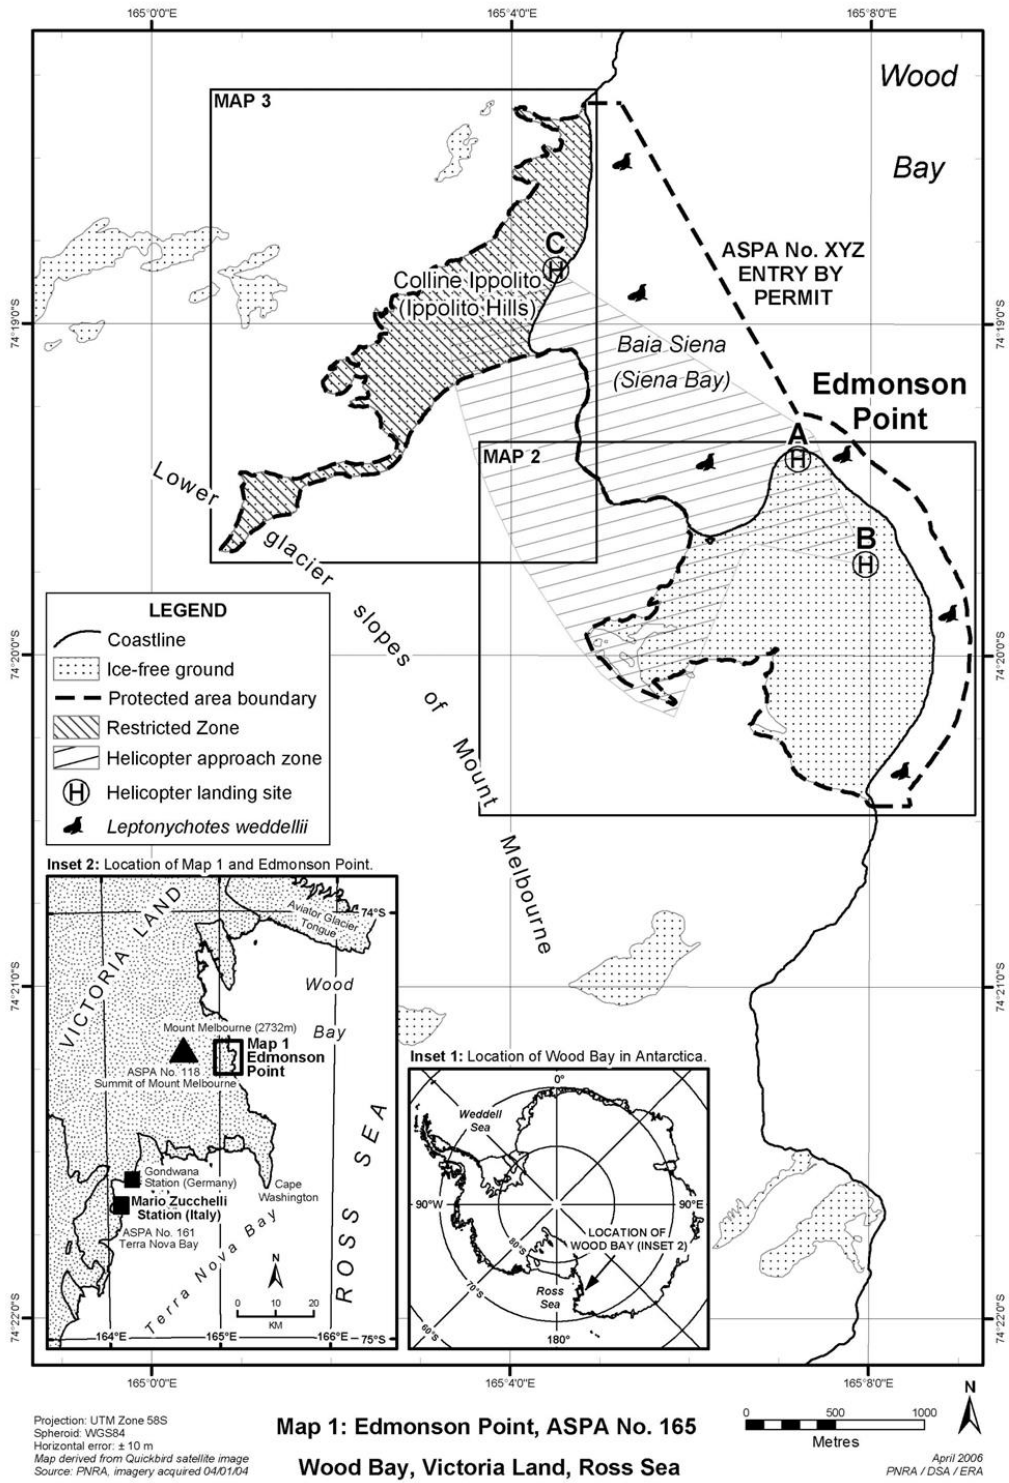 165°0'0"E
165°4'0"E
165°8'0"E
Wood
Bay
MAP 3
C
H
Colline Ippolito
(Ippolito Hills)
ASPA No. XYZ
ENTRY BY
PERMIT
74°19'0"S
74°19'0"S
Baia Siena
(Siena Bay)
Edmonson
Point
A
H
MAP 2
B
H
Lower glacier slopes of Mount Melbourne
74°20'0"S
74°20'0"S
LEGEND
Coastline
Ice-free ground
Protected area boundary
Restricted Zone
Helicopter approach zone
H Helicopter landing site
Leptonychotes weddellii
Inset 2: Location of Map 1 and Edmonson Point.
VICTORIA LAND
Aviator Glacier
Tongue
74°S
Wood
Bay
Mount Melbourne (2732m)
Map 1
Edmonson
Point
ASPA No. 118
Summit of Mount Melbourne
Gondwana
Station (Germany)
Mario Zucchelli
Station (Italy)
ASPA No. 161
Terra Nova Bay
Cape
Washington
Terra Nova Bay
ROSS SEA
N
0 10 20
KM
164°E
165°E
166°E
75°S
74°21'0"S
74°21'0"S
Inset 1: Location of Wood Bay in Antarctica.
0°
Weddell
Sea
90°W
90°E
LOCATION OF
WOOD BAY (INSET 2)
80°S
70°S
60°S
Ross
Sea
180°
74°22'0"S
74°22'0"S
165°0'0"E
165°4'0"E
165°8'0"E
Projection: UTM Zone 58S
Spheroid: WGS84
Horizontal error: ± 10 m
Map derived from Quickbird satellite image
Source: PNRA, imagery acquired 04/01/04
Map 1: Edmonson Point, ASPA No. 165
Wood Bay, Victoria Land, Ross Sea
0 500 1000
Metres
N
April 2006
PNRA / DSA / ERA